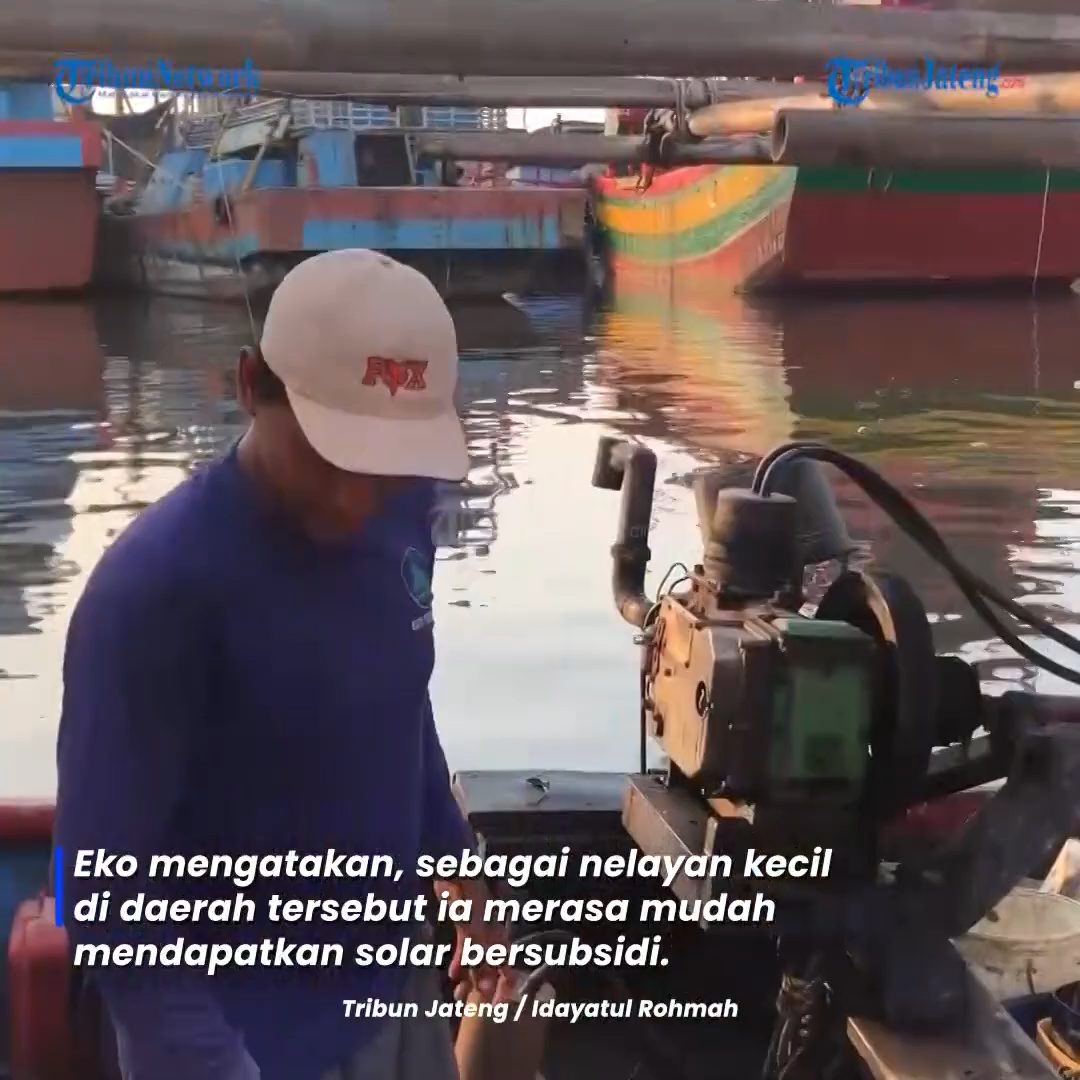 TribunNetwork
TribunJateng.com
FOX
Eko mengatakan, sebagai nelayan kecil
di daerah tersebut ia merasa mudah
mendapatkan solar bersubsidi.
Tribun Jateng / Idayatul Rohmah